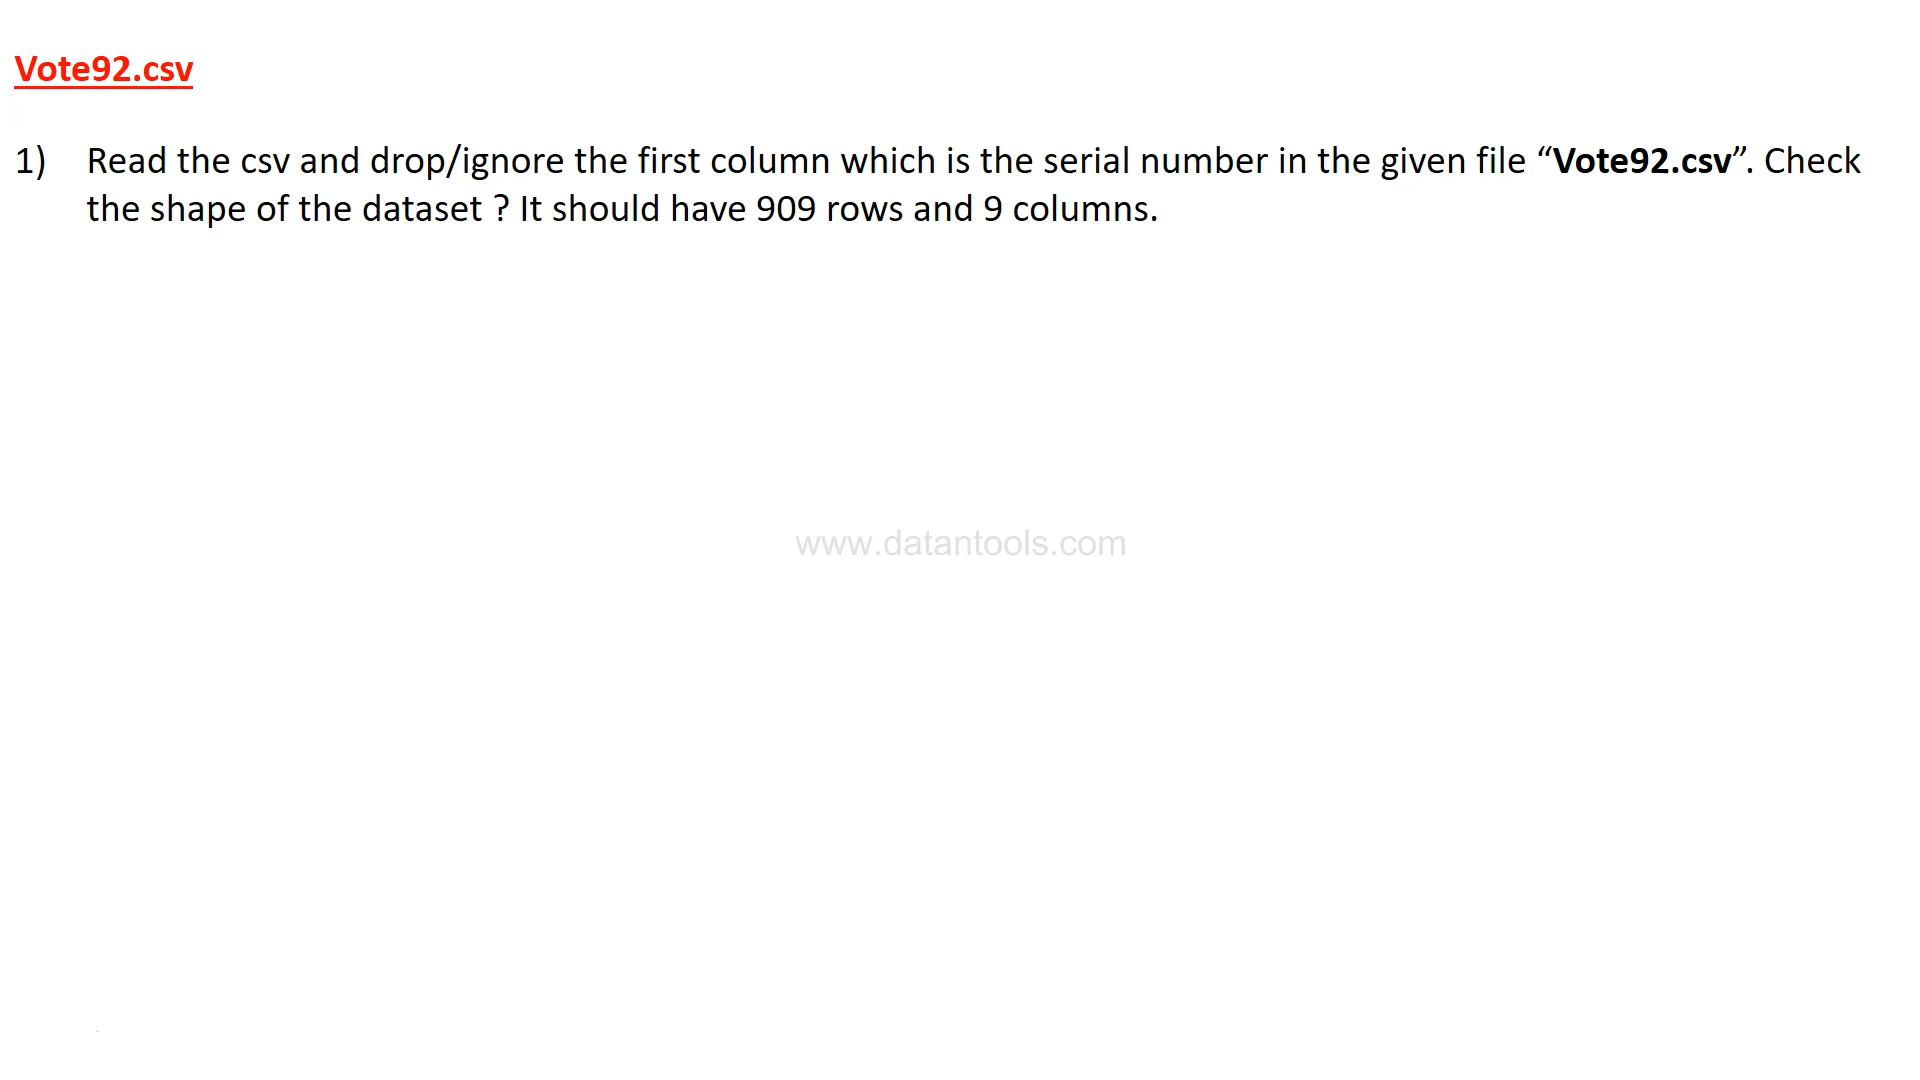 Vote92.csv
1) Read the csv and drop/ignore the first column which is the serial number in the given file “Vote92.csv”. Check
the shape of the dataset ? It should have 909 rows and 9 columns.
www.datantools.com